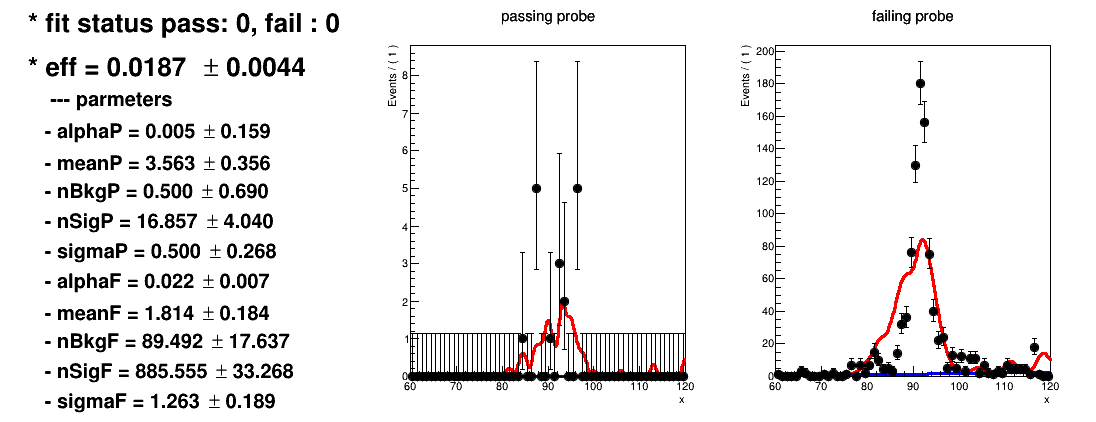 * fit status pass: 0, fail : 0
* eff = 0.0187 ± 0.0044
--- parmeters
- alphaP = 0.005 ± 0.159
- meanP = 3.563 ± 0.356
- nBkgP = 0.500 ± 0.690
- nSigP = 16.857 ± 4.040
- sigmaP = 0.500 ± 0.268
- alphaF = 0.022 ± 0.007
- meanF = 1.814 ± 0.184
- nBkgF = 89.492 ± 17.637
- nSigF = 885.555 ± 33.268
- sigmaF = 1.263 ± 0.189
passing probe
Events / ( 1 )
8
7
6
5
4
3
2
1
0
60 70 80 90 100 110 120
x
failing probe
Events / ( 1 )
200
180
160
140
120
100
80
60
40
20
0
60 70 80 90 100 110 120
x